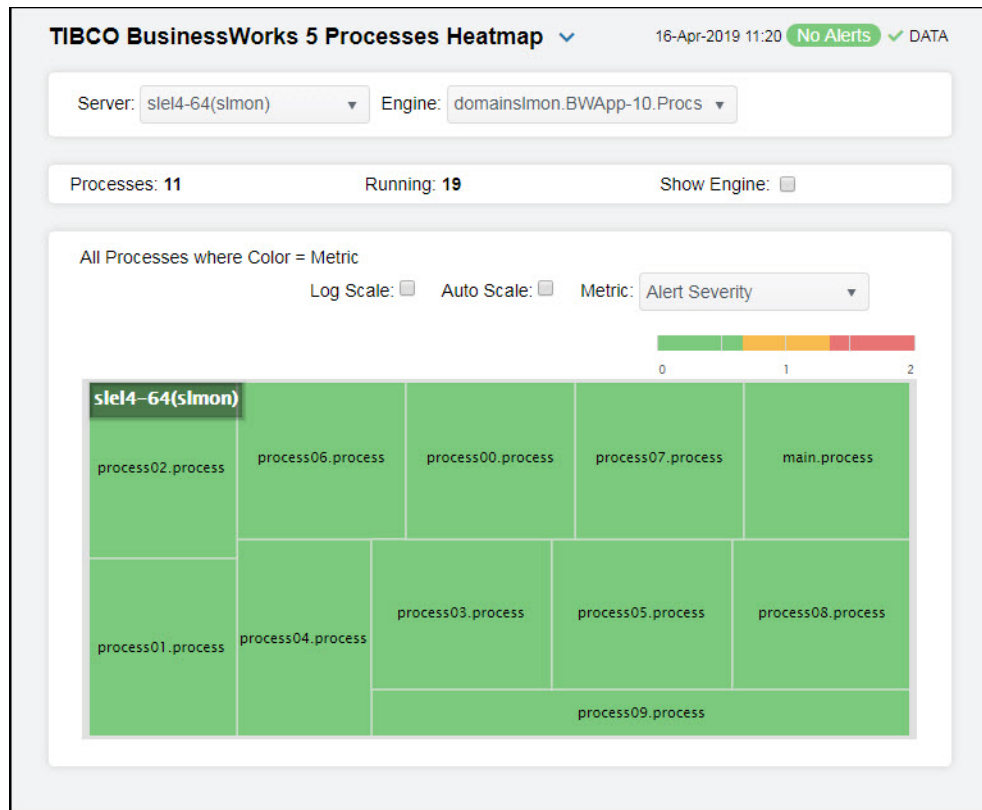 TIBCO BusinessWorks 5 Processes Heatmap 16-Apr-2019 11:20 No Alerts DATA
Server: slel4-64(slmon) Engine: domainslmon.BWApp-10.Procs
Processes: 11 Running: 19 Show Engine:
All Processes where Color = Metric
Log Scale: Auto Scale: Metric: Alert Severity
0 1 2
slel4-64(slmon)
process02.process process06.process process00.process process07.process main.process
process01.process process04.process process03.process process05.process process08.process
process09.process